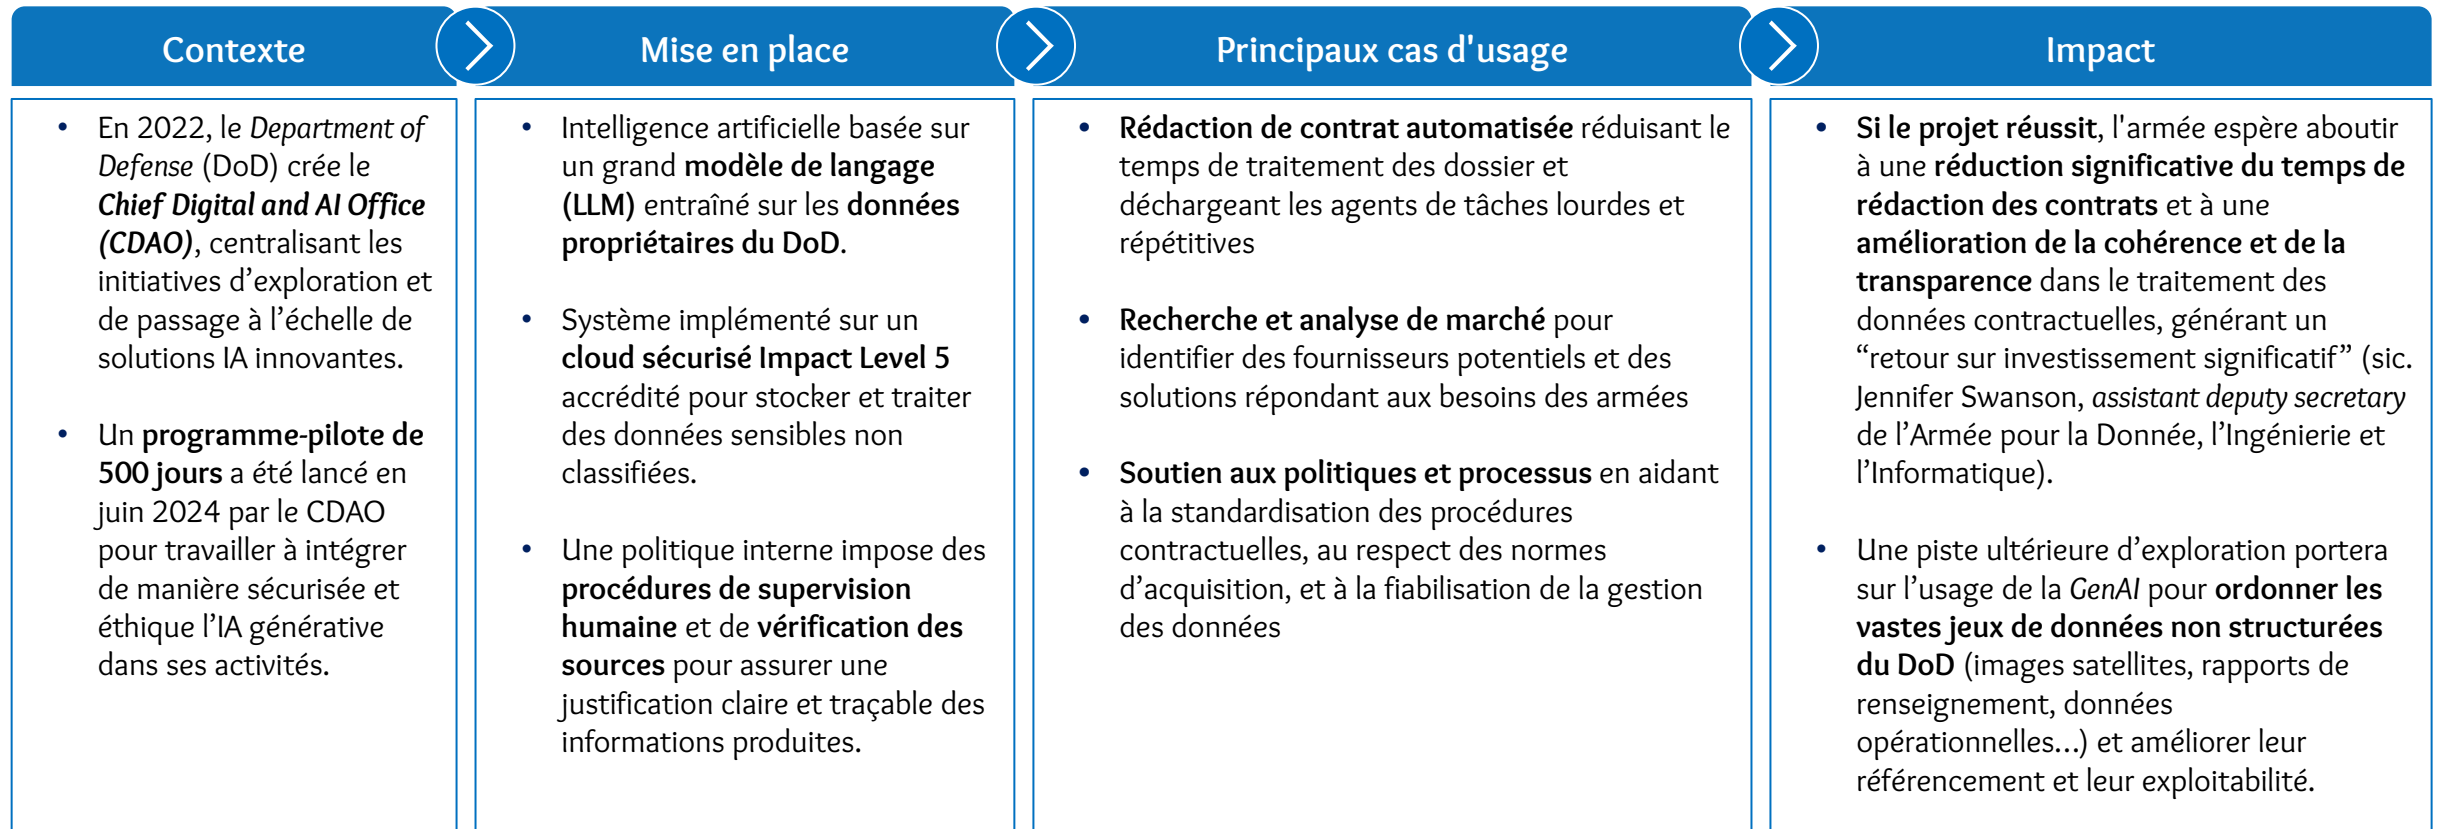 Contexte
Mise en place
Principaux cas d'usage
Impact
• En 2022, le Department of
Defense (DoD) crée le
Chief Digital and AI Office
(CDAO), centralisant les
initiatives d’exploration et
de passage à l’échelle de
solutions IA innovantes.
• Un programme-pilote de
500 jours a été lancé en
juin 2024 par le CDAO
pour travailler à intégrer
de manière sécurisée et
éthique l’IA générative
dans ses activités.
• Intelligence artificielle basée sur
un grand modèle de langage
(LLM) entraîné sur les données
propriétaires du DoD.
• Système implémenté sur un
cloud sécurisé Impact Level 5
accrédité pour stocker et traiter
des données sensibles non
classifiées.
• Une politique interne impose des
procédures de supervision
humaine et de vérification des
sources pour assurer une
justification claire et traçable des
informations produites.
• Rédaction de contrat automatisée réduisant le
temps de traitement des dossier et
déchargeant les agents de tâches lourdes et
répétitives
• Recherche et analyse de marché pour
identifier des fournisseurs potentiels et des
solutions répondant aux besoins des armées
• Soutien aux politiques et processus en aidant
à la standardisation des procédures
contractuelles, au respect des normes
d’acquisition, et à la fiabilisation de la gestion
des données
• Si le projet réussit, l'armée espère aboutir
à une réduction significative du temps de
rédaction des contrats et à une
amélioration de la cohérence et de la
transparence dans le traitement des
données contractuelles, générant un
“retour sur investissement significatif” (sic.
Jennifer Swanson, assistant deputy secretary
de l’Armée pour la Donnée, l’Ingénierie et
l’Informatique).
• Une piste ultérieure d’exploration portera
sur l’usage de la GenAI pour ordonner les
vastes jeux de données non structurées
du DoD (images satellites, rapports de
renseignement, données
opérationnelles…) et améliorer leur
référencement et leur exploitabilité.